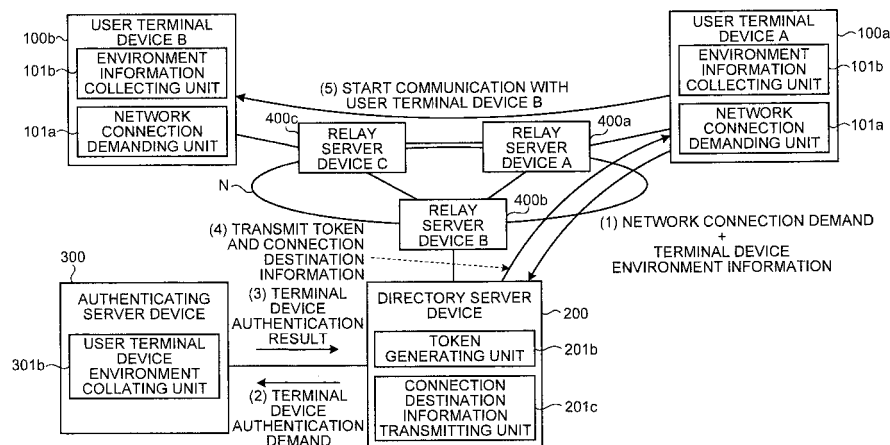 USER TERMINAL
DEVICE B
100b
ENVIRONMENT
INFORMATION
COLLECTING UNIT
101b
NETWORK
CONNECTION
DEMANDING UNIT
101a
USER TERMINAL
DEVICE A
100a
ENVIRONMENT
INFORMATION
COLLECTING UNIT
101b
NETWORK
CONNECTION
DEMANDING UNIT
101a
(5) START COMMUNICATION WITH
USER TERMINAL DEVICE B
400c
RELAY
SERVER
DEVICE C
400a
RELAY
SERVER
DEVICE A
N
400b
RELAY
SERVER
DEVICE B
(4) TRANSMIT TOKEN
AND CONNECTION
DESTINATION
INFORMATION
(1) NETWORK CONNECTION DEMAND
+
TERMINAL DEVICE
ENVIRONMENT INFORMATION
300
AUTHENTICATING
SERVER DEVICE
USER TERMINAL
DEVICE
ENVIRONMENT
COLLATING UNIT
301b
(3) TERMINAL
DEVICE
AUTHENTICATION
RESULT
(2) TERMINAL
DEVICE
AUTHENTICATION
DEMAND
DIRECTORY SERVER
DEVICE
200
TOKEN
GENERATING UNIT
201b
CONNECTION
DESTINATION
INFORMATION
TRANSMITTING UNIT
201c